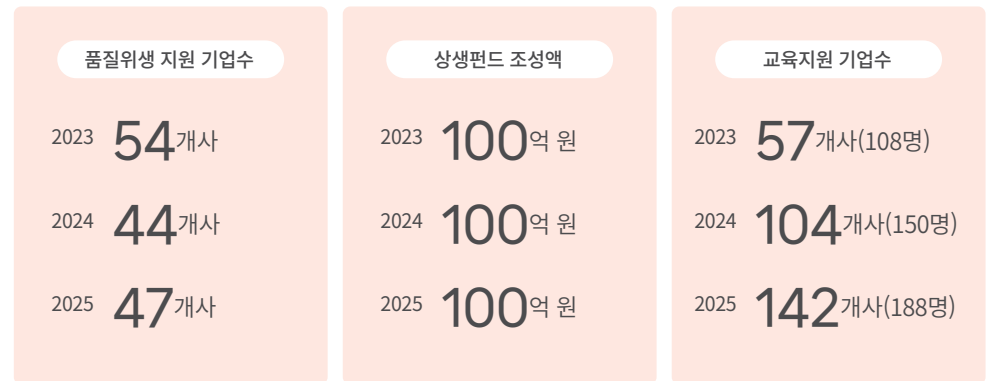 품질위생 지원 기업수
2023 54개사
2024 44개사
2025 47개사
상생펀드 조성액
2023 100억 원
2024 100억 원
2025 100억 원
교육지원 기업수
2023 57개사(108명)
2024 104개사(150명)
2025 142개사(188명)